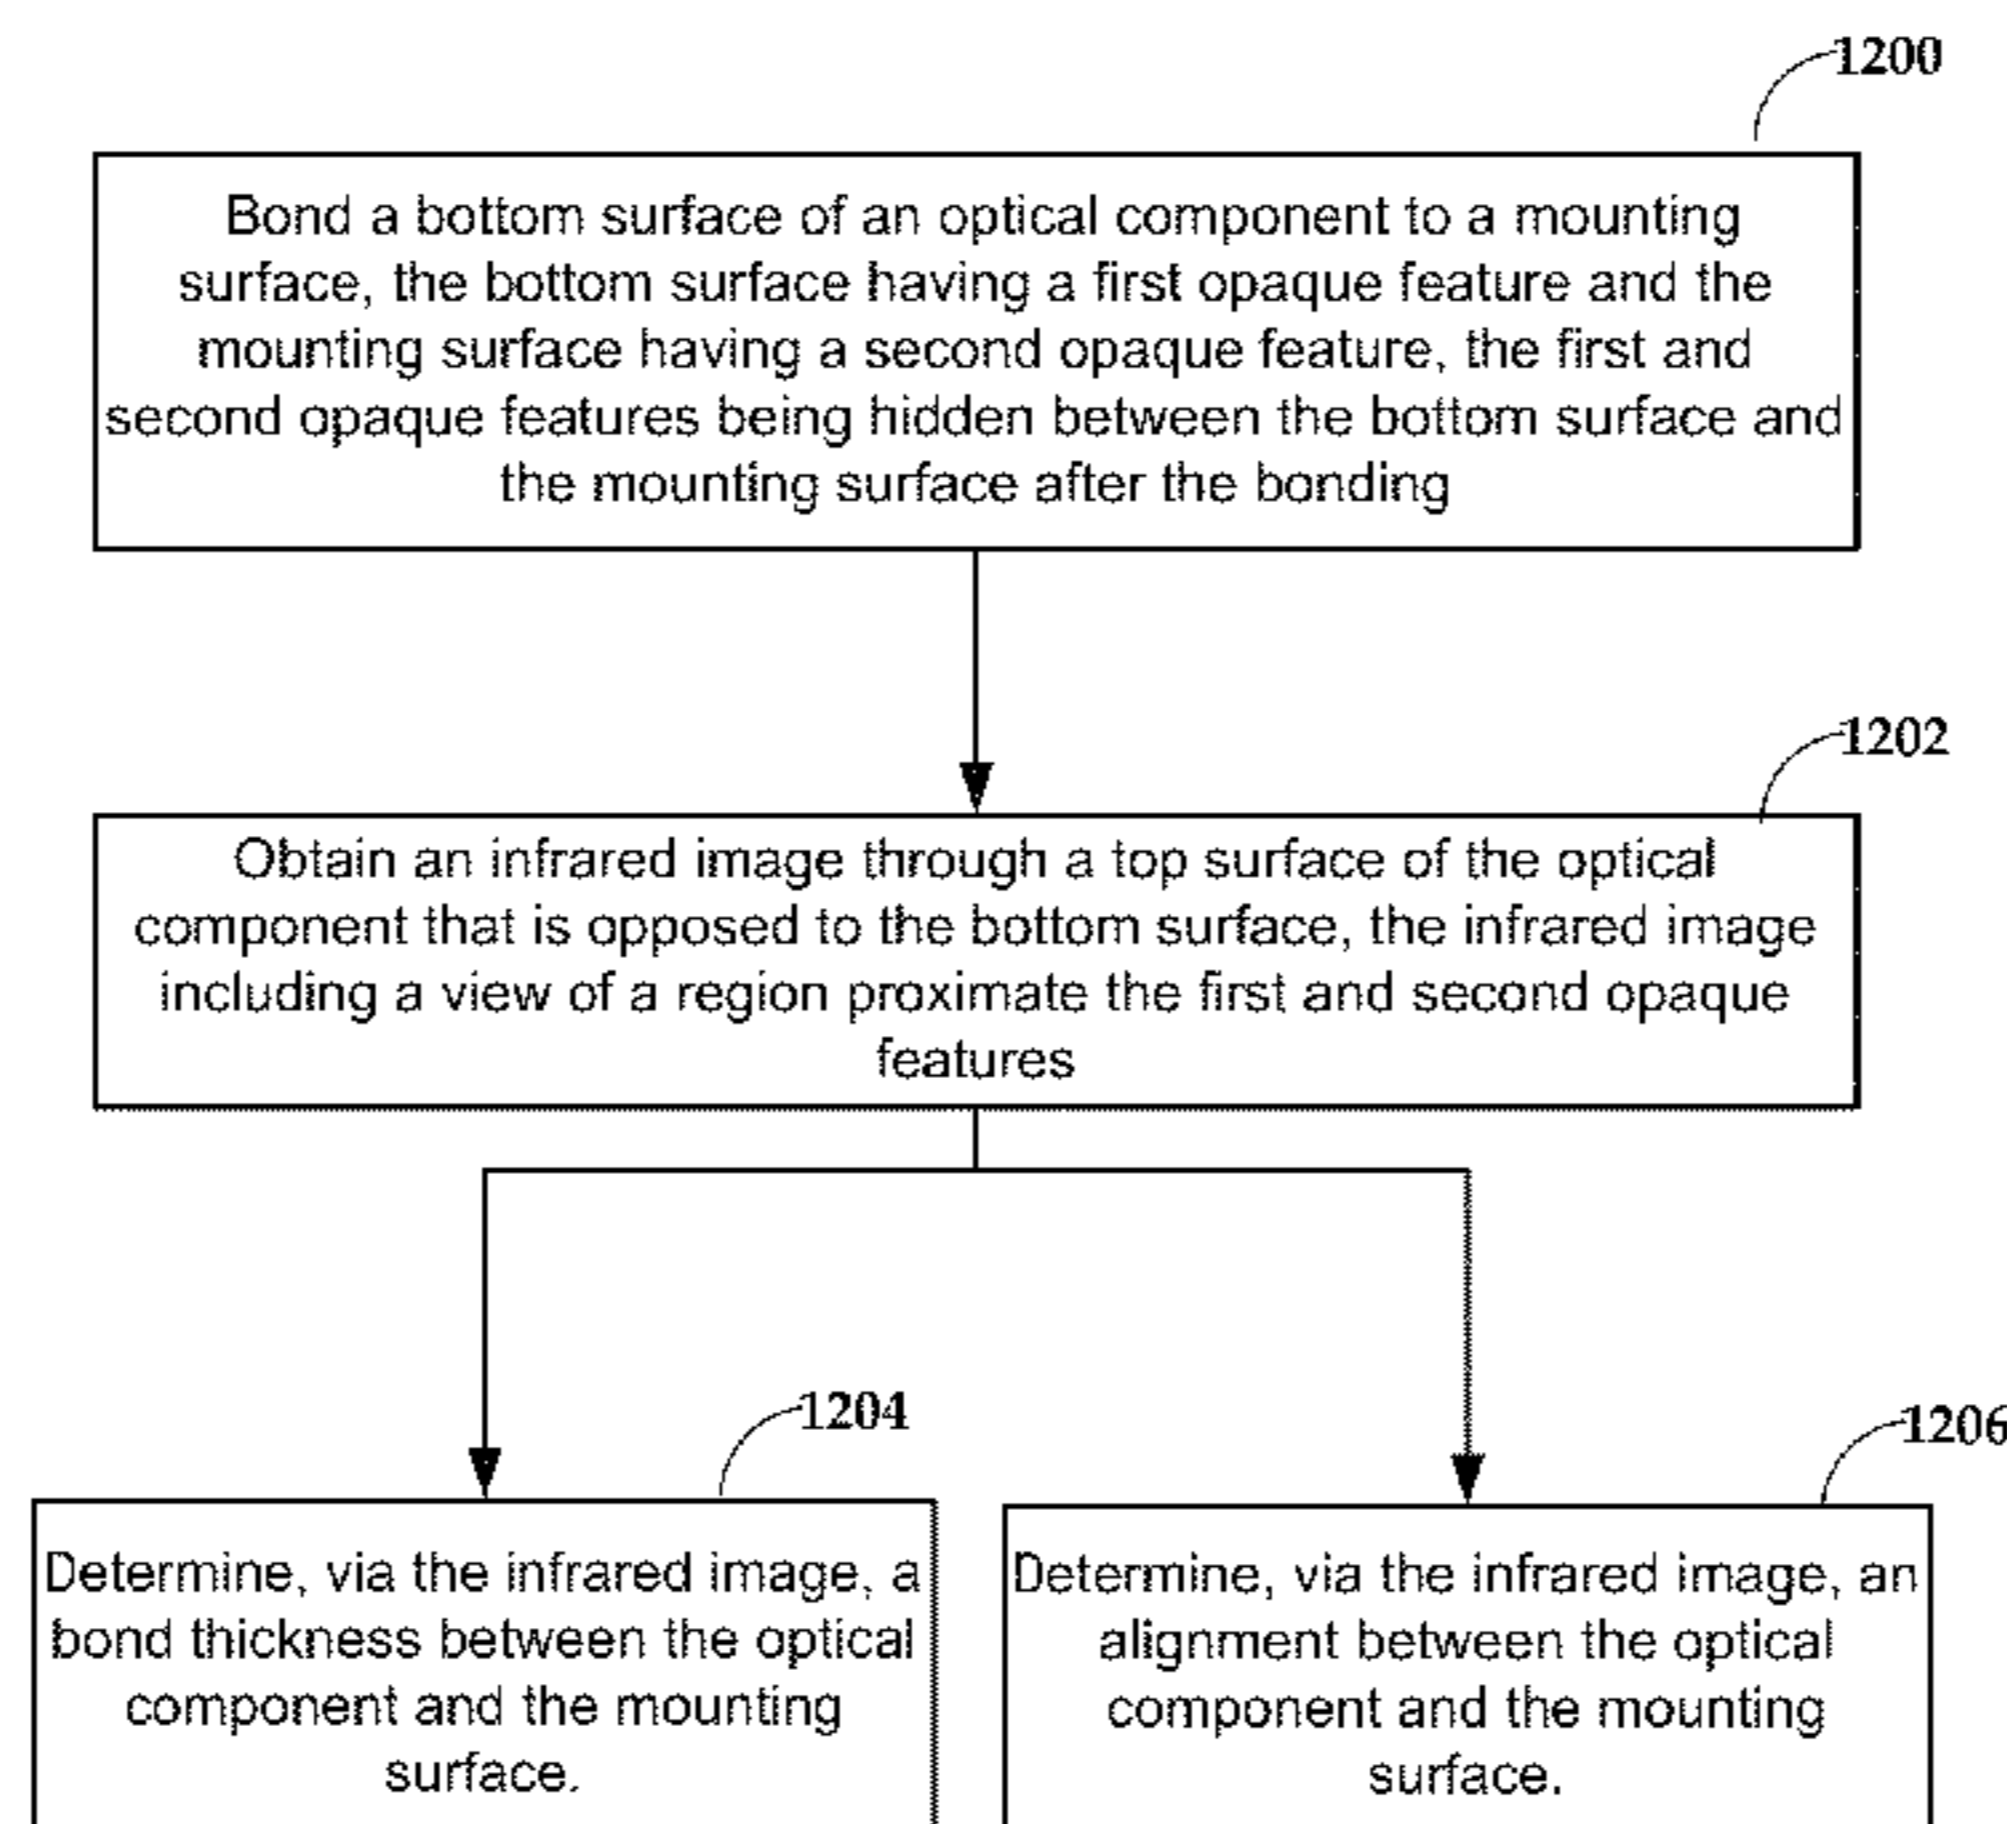 1200
Bond a bottom surface of an optical component to a mounting
surface, the bottom surface having a first opaque feature and the
mounting surface having a second opaque feature, the first and
second opaque features being hidden between the bottom surface and
the mounting surface after the bonding
1202
Obtain an infrared image through a top surface of the optical
component that is opposed to the bottom surface, the infrared image
including a view of a region proximate the first and second opaque
features
1204
Determine, via the infrared image, a
bond thickness between the optical
component and the mounting
surface.
1206
Determine, via the infrared image, an
alignment between the optical
component and the mounting
surface.